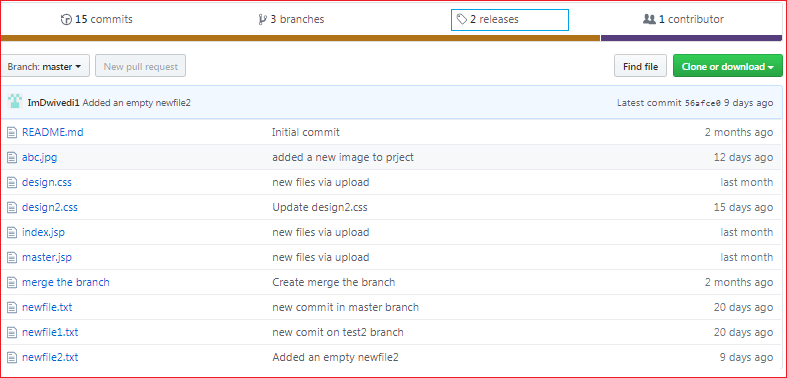 15 commits 3 branches 2 releases 1 contributor
Branch: master New pull request Find file Clone or download
ImDwivedi1 Added an empty newfile2 Latest commit 56afce0 9 days ago
README.md Initial commit 2 months ago
abc.jpg added a new image to prject 12 days ago
design.css new files via upload last month
design2.css Update design2.css 15 days ago
index.jsp new files via upload last month
master.jsp new files via upload last month
merge the branch Create merge the branch 2 months ago
newfile.txt new commit in master branch 20 days ago
newfile1.txt new comit on test2 branch 20 days ago
newfile2.txt Added an empty newfile2 9 days ago